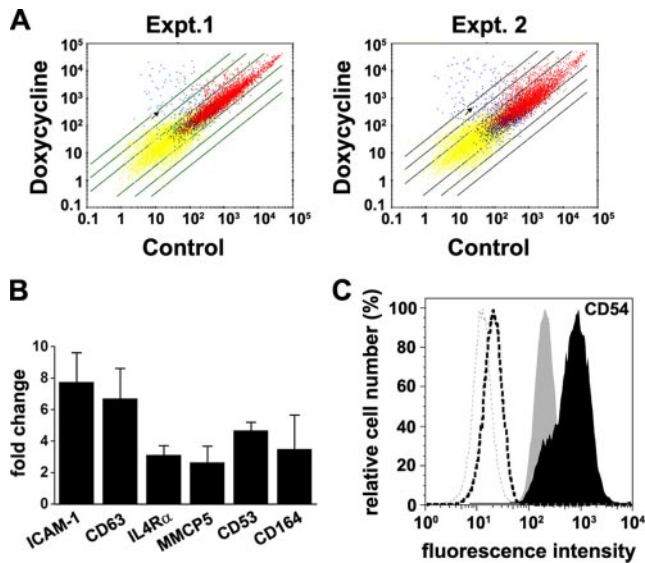 A
Expt.1
Expt. 2
Doxycycline
10⁵
10⁴
10³
10²
10
1
0.1
0.1 1 10 10² 10³ 10⁴ 10⁵
Control
Doxycycline
10⁵
10⁴
10³
10²
10
1
0.1
0.1 1 10 10² 10³ 10⁴ 10⁵
Control
B
fold change
10
8
6
4
2
0
ICAM-1 CD63 IL4Rα MMCP5 CD53 CD164
C
CD54
relative cell number (%)
100
80
60
40
20
0
10⁰ 10¹ 10² 10³ 10⁴
fluorescence intensity